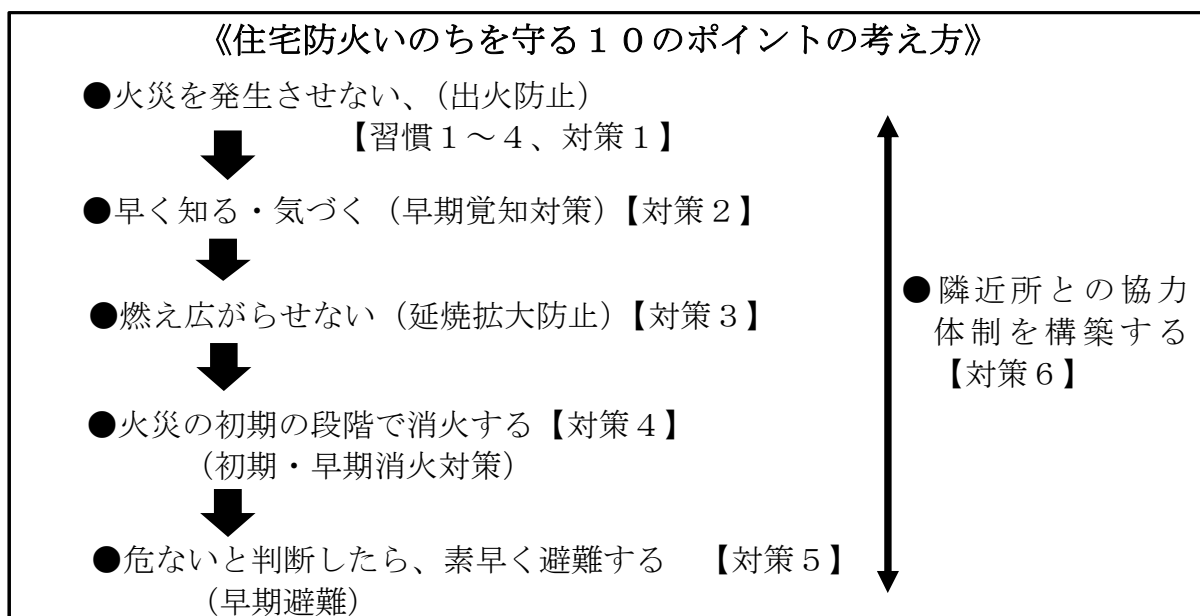 《住宅防火いのちを守る１０のポイントの考え方》
●火災を発生させない、（出火防止）
【習慣１～４、対策１】
●早く知る・気づく（早期覚知対策）【対策２】
●燃え広がらせない（延焼拡大防止）【対策３】
●火災の初期の段階で消火する【対策４】
（初期・早期消火対策）
●危ないと判断したら、素早く避難する　【対策５】
（早期避難）
●隣近所との協力
体制を構築する
【対策６】